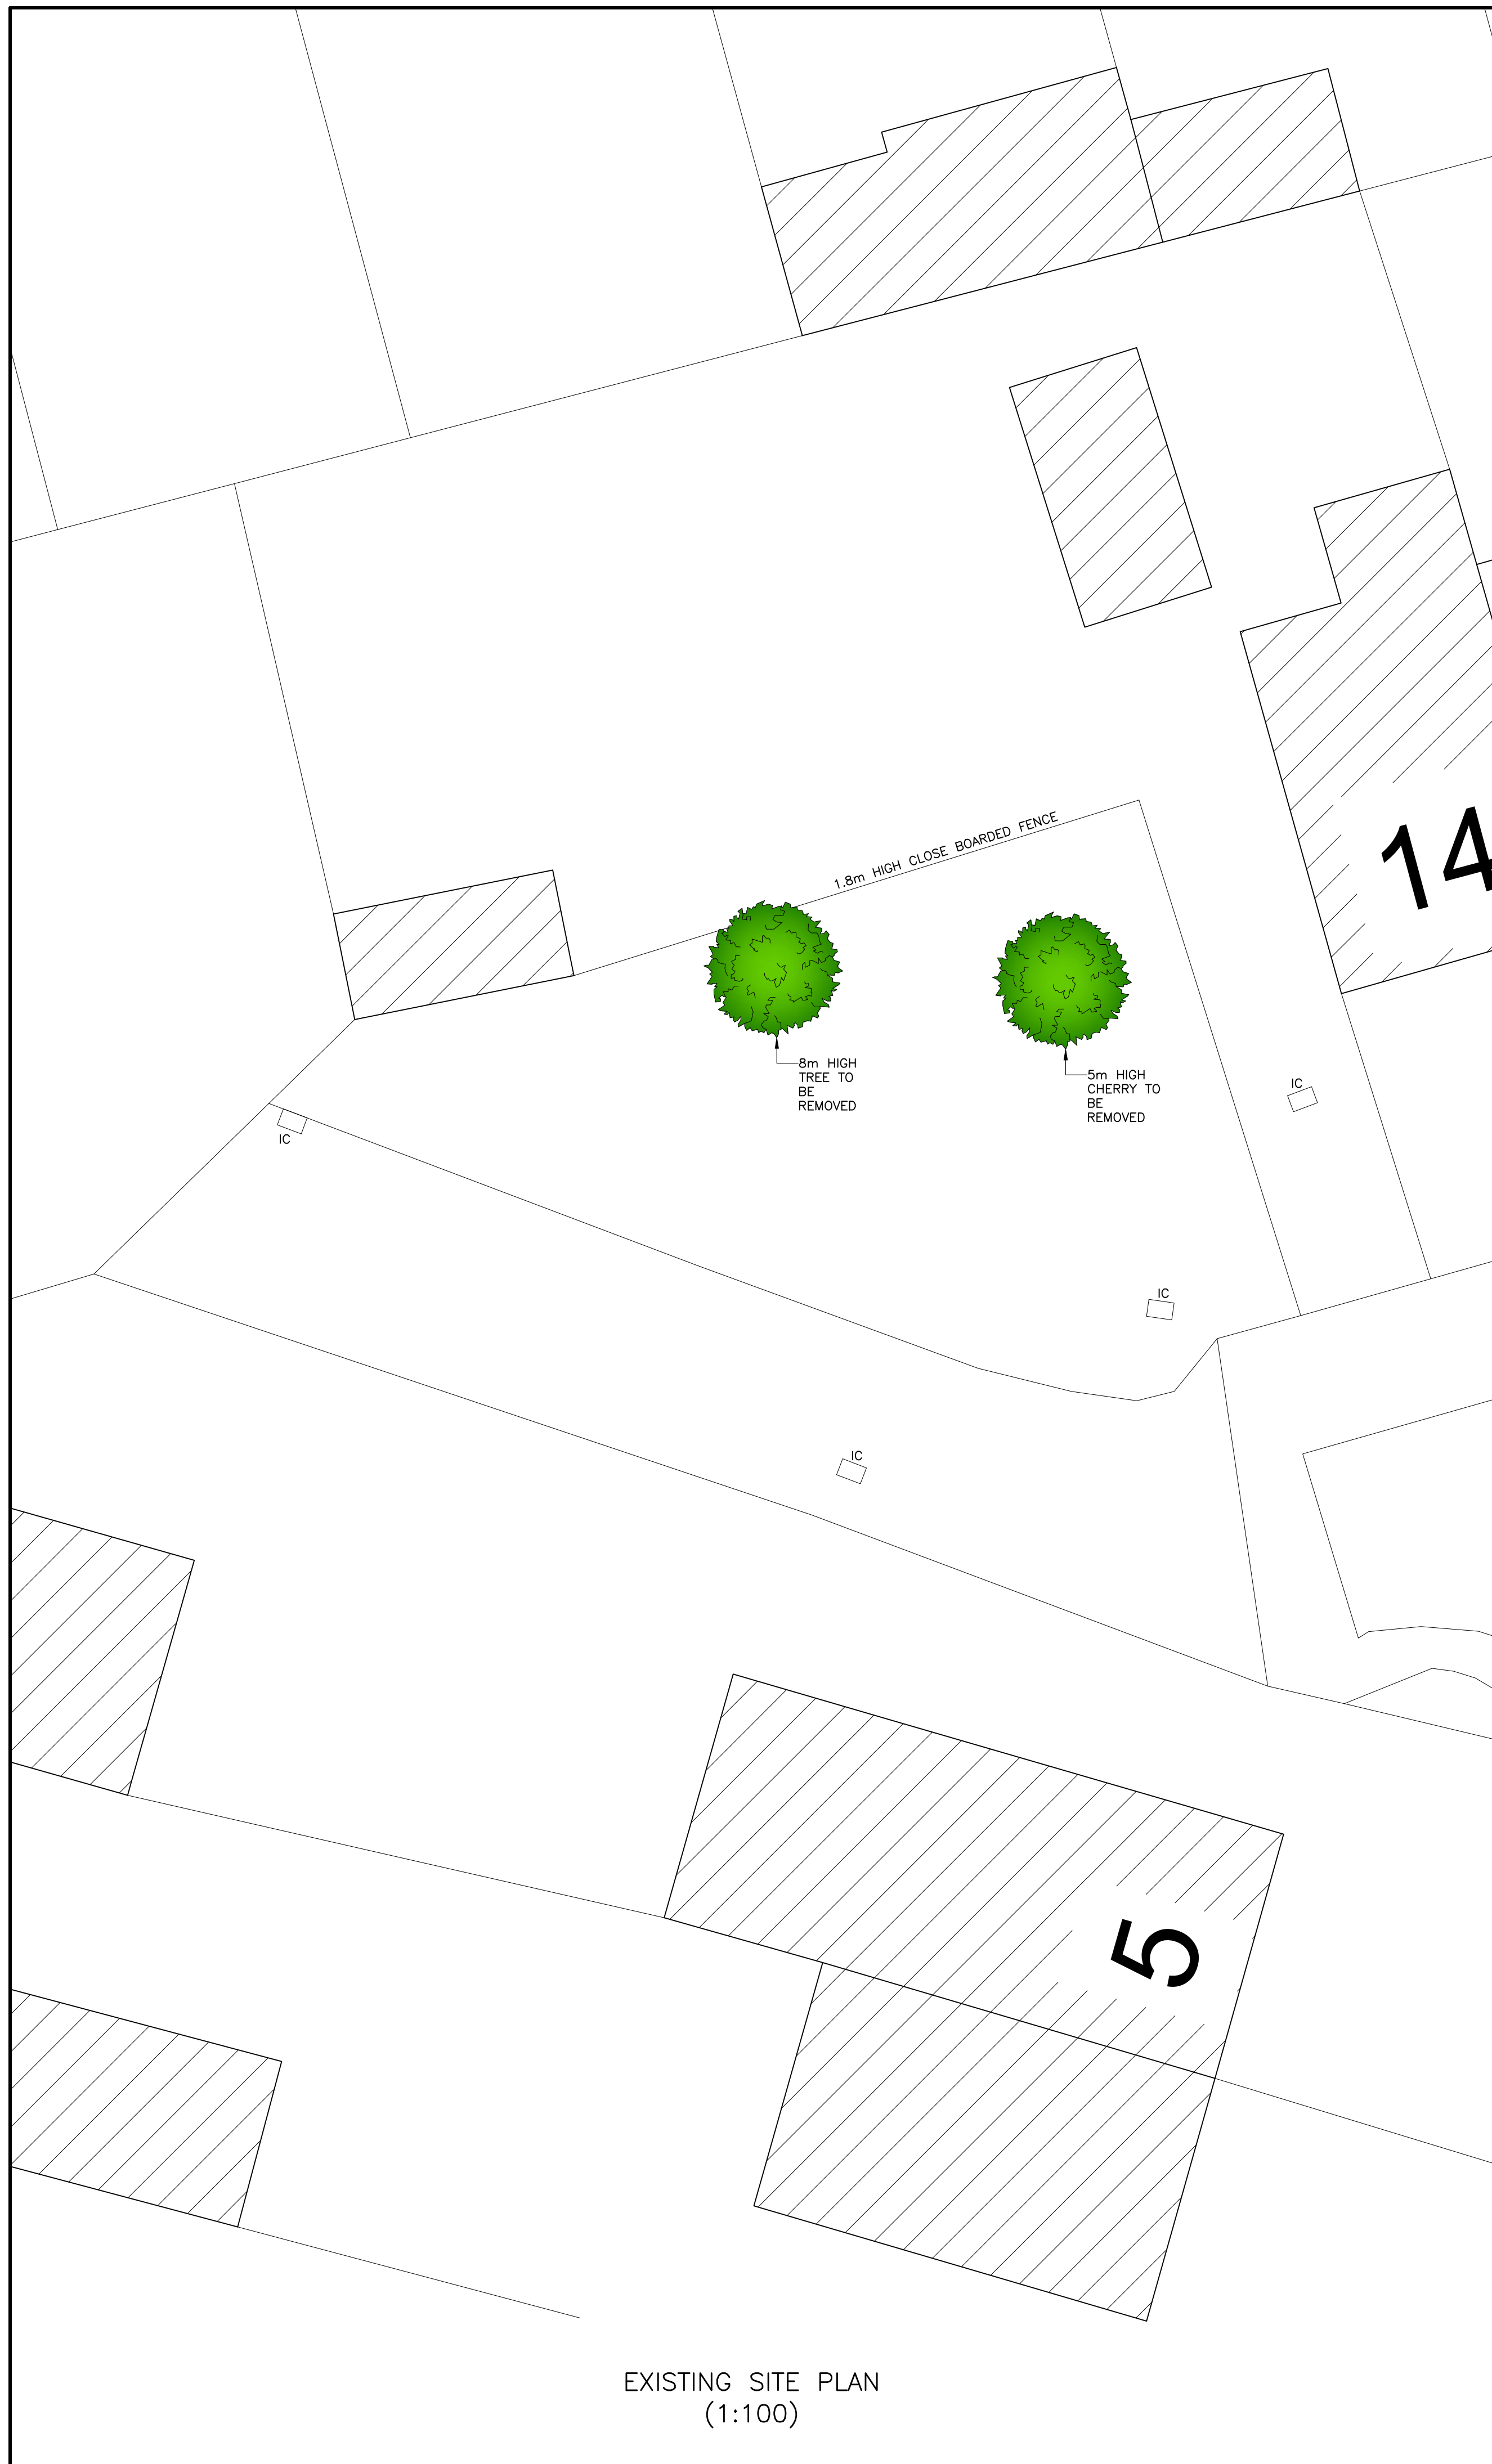 14
1.8m HIGH CLOSE BOARDED FENCE
8m HIGH
TREE TO
BE
REMOVED
5m HIGH
CHERRY TO
BE
REMOVED
IC
IC
IC
IC
5
EXISTING SITE PLAN
(1:100)